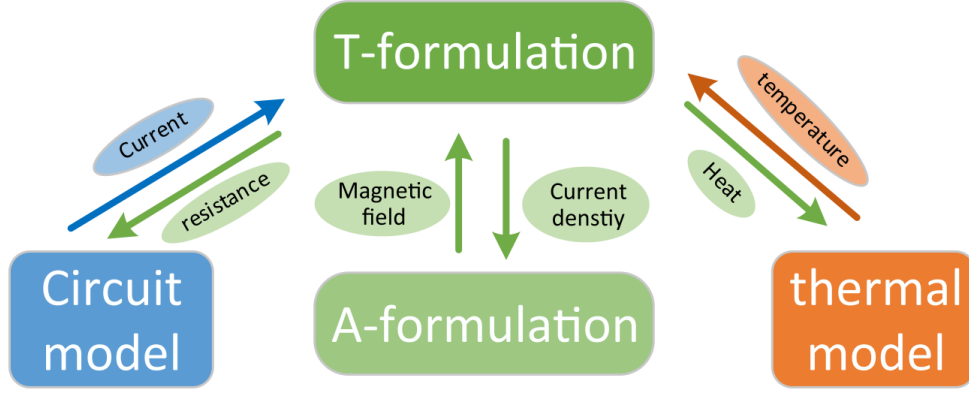 T-formulation
Current
temperature
resistance
Magnetic
field
Current
denstiy
Heat
Circuit
model
A-formulation
thermal
model